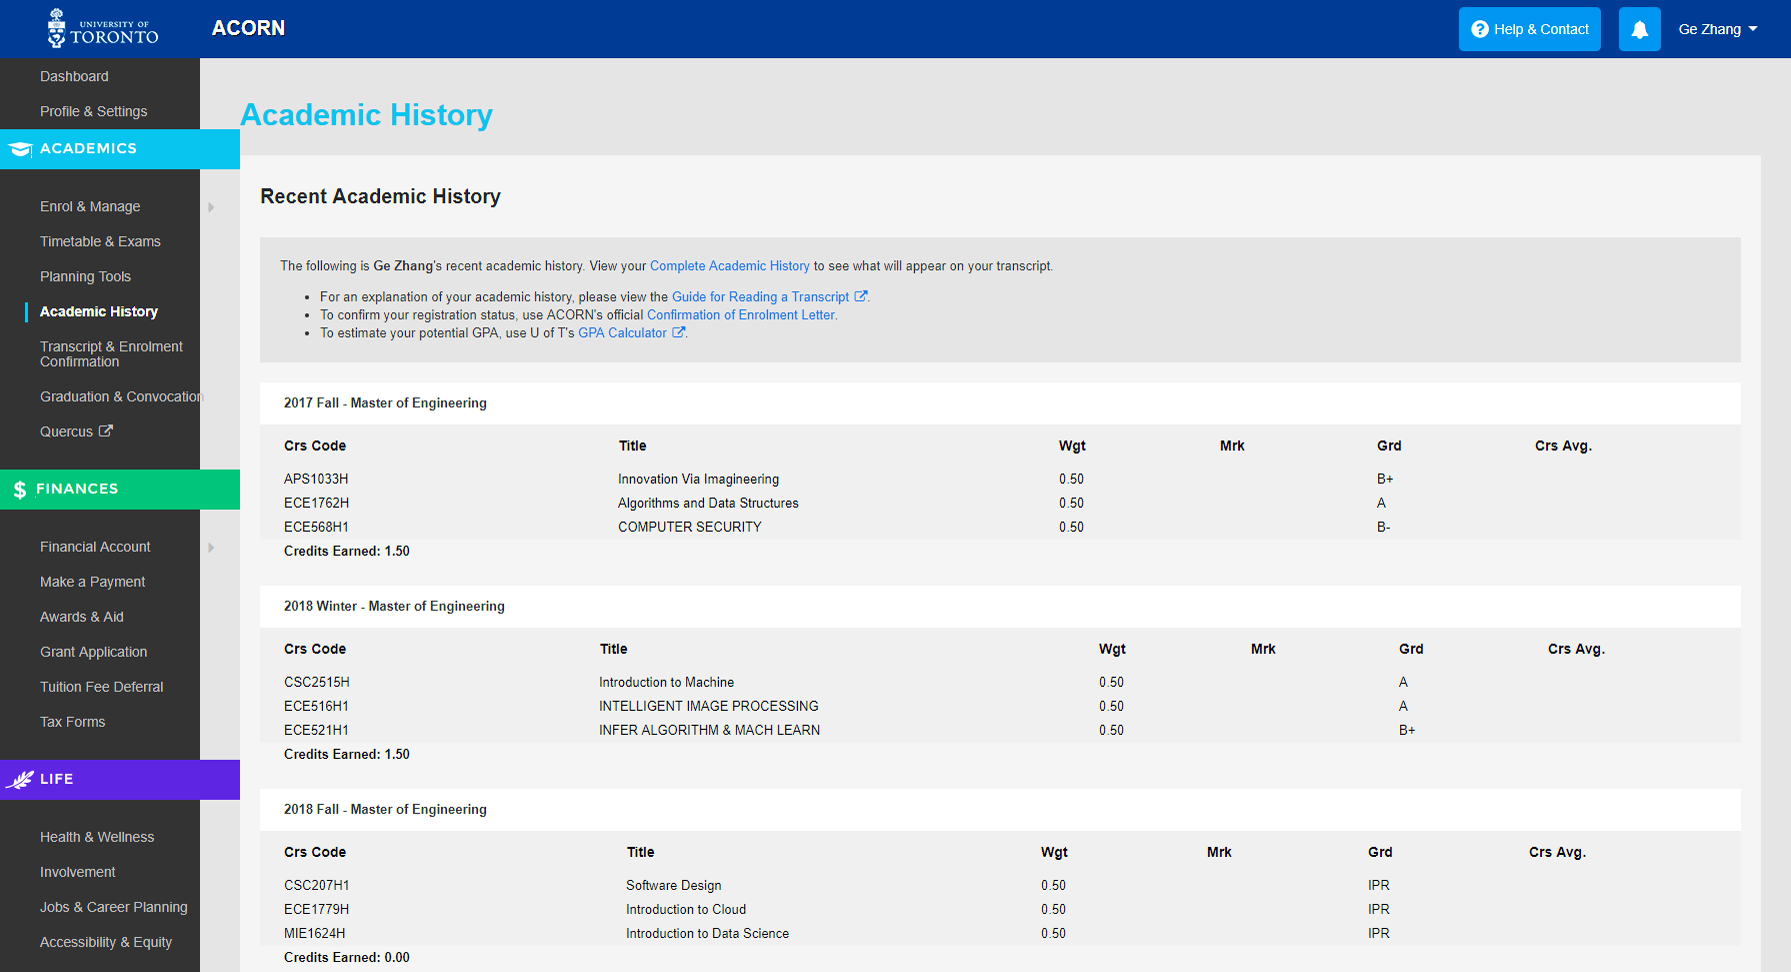 UNIVERSITY OF
TORONTO
ACORN
Help & Contact
Ge Zhang
Dashboard
Profile & Settings
ACADEMICS
Enrol & Manage
Timetable & Exams
Planning Tools
Academic History
Transcript & Enrolment
Confirmation
Graduation & Convocation
Quercus
FINANCES
Financial Account
Make a Payment
Awards & Aid
Grant Application
Tuition Fee Deferral
Tax Forms
LIFE
Health & Wellness
Involvement
Jobs & Career Planning
Accessibility & Equity
Academic History
Recent Academic History
The following is Ge Zhang's recent academic history. View your Complete Academic History to see what will appear on your transcript.
• For an explanation of your academic history, please view the Guide for Reading a Transcript.
• To confirm your registration status, use ACORN's official Confirmation of Enrolment Letter.
• To estimate your potential GPA, use U of T's GPA Calculator.
2017 Fall - Master of Engineering
Crs Code Title Wgt Mrk Grd Crs Avg.
APS1033H Innovation Via Imagineering 0.50 B+
ECE1762H Algorithms and Data Structures 0.50 A
ECE568H1 COMPUTER SECURITY 0.50 B-
Credits Earned: 1.50
2018 Winter - Master of Engineering
Crs Code Title Wgt Mrk Grd Crs Avg.
CSC2515H Introduction to Machine 0.50 A
ECE516H1 INTELLIGENT IMAGE PROCESSING 0.50 A
ECE521H1 INFER ALGORITHM & MACH LEARN 0.50 B+
Credits Earned: 1.50
2018 Fall - Master of Engineering
Crs Code Title Wgt Mrk Grd Crs Avg.
CSC207H1 Software Design 0.50 IPR
ECE1779H Introduction to Cloud 0.50 IPR
MIE1624H Introduction to Data Science 0.50 IPR
Credits Earned: 0.00